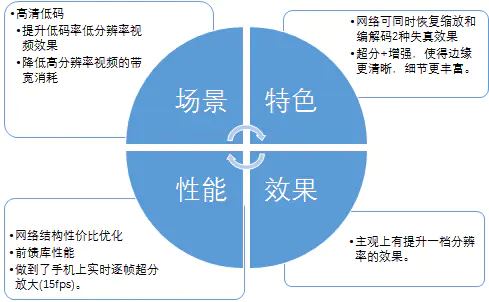 •高清低码
•提升低码率低分辨率视
频效果
•降低高分辨率视频的带
宽消耗
•网络可同时恢复缩放和
编解码2种失真效果
•超分+增强，使得边缘
更清晰，细节更丰富。
场景
特色
性能
效果
•网络结构性价比优化
•前馈库性能
•做到了手机上实时逐帧超分
放大(15fps)。
•主观上有提升一档分辨
率的效果。